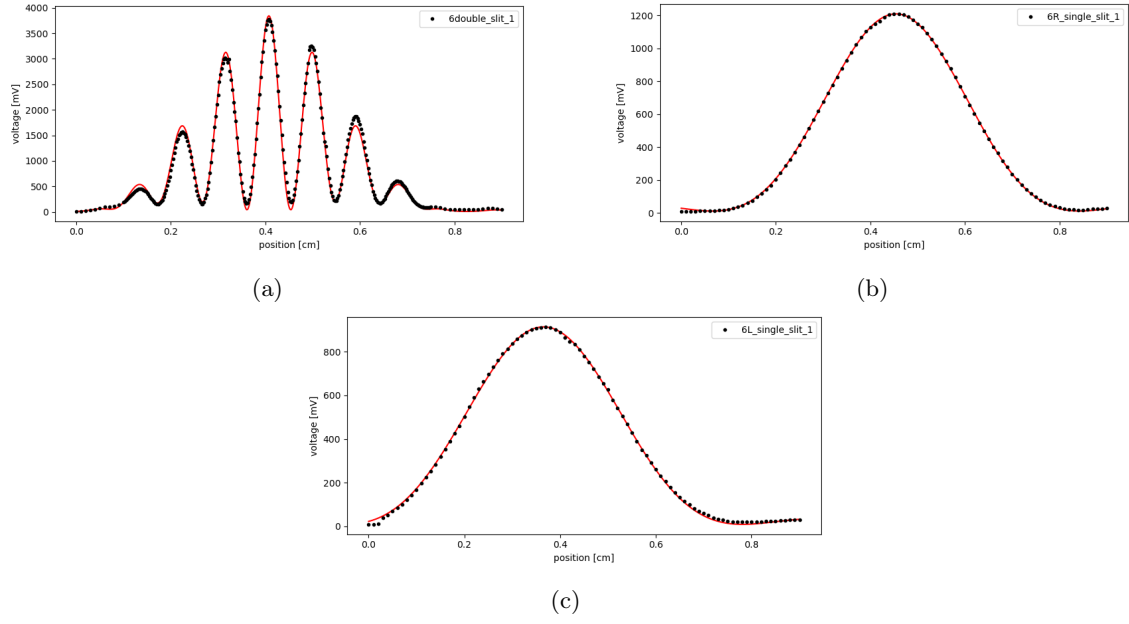 4000
3500
3000
2500
2000
1500
1000
500
0
voltage [mV]
6double_slit_1
0.0 0.2 0.4 0.6 0.8
position [cm]
(a)
1200
1000
800
600
400
200
0
voltage [mV]
6R_single_slit_1
0.0 0.2 0.4 0.6 0.8
position [cm]
(b)
800
600
400
200
0
voltage [mV]
6L_single_slit_1
0.0 0.2 0.4 0.6 0.8
position [cm]
(c)